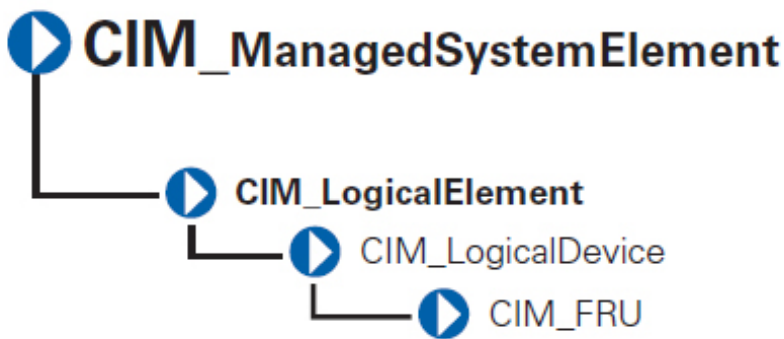 CIM_ManagedSystemElement
CIM_LogicalElement
CIM_LogicalDevice
CIM_FRU